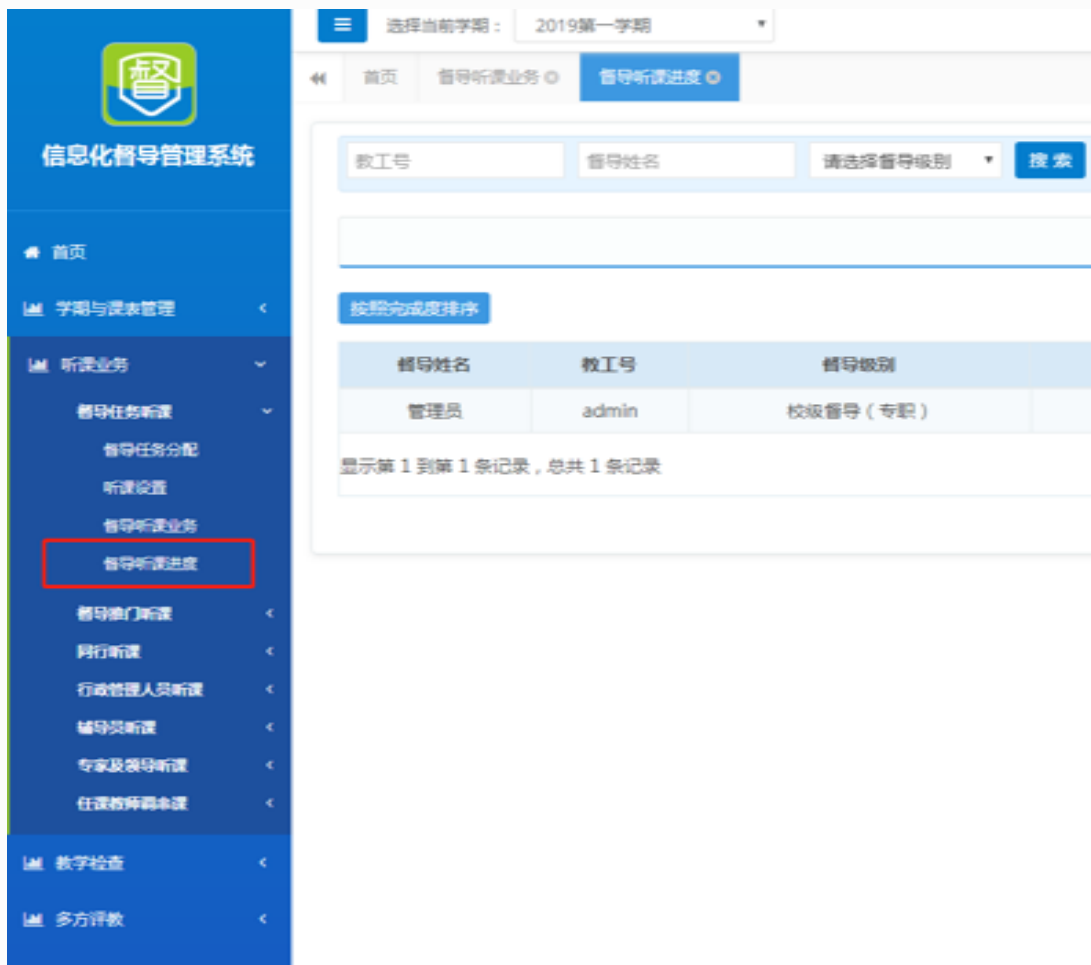 督
信息化督导管理系统
首页
学期与课表管理
听课业务
督导任务听课
督导任务分配
听课设置
督导听课业务
督导听课进度
督导推门听课
同行听课
行政管理人员听课
辅导员听课
专家及领导听课
任课教师调串课
教学检查
多方评教
选择当前学期： 2019第一学期
首页 督导听课业务 督导听课进度
教工号 督导姓名 请选择督导级别 搜 索
按照完成度排序
督导姓名 教工号 督导级别
管理员 admin 校级督导（专职）
显示第 1 到第 1 条记录，总共 1 条记录